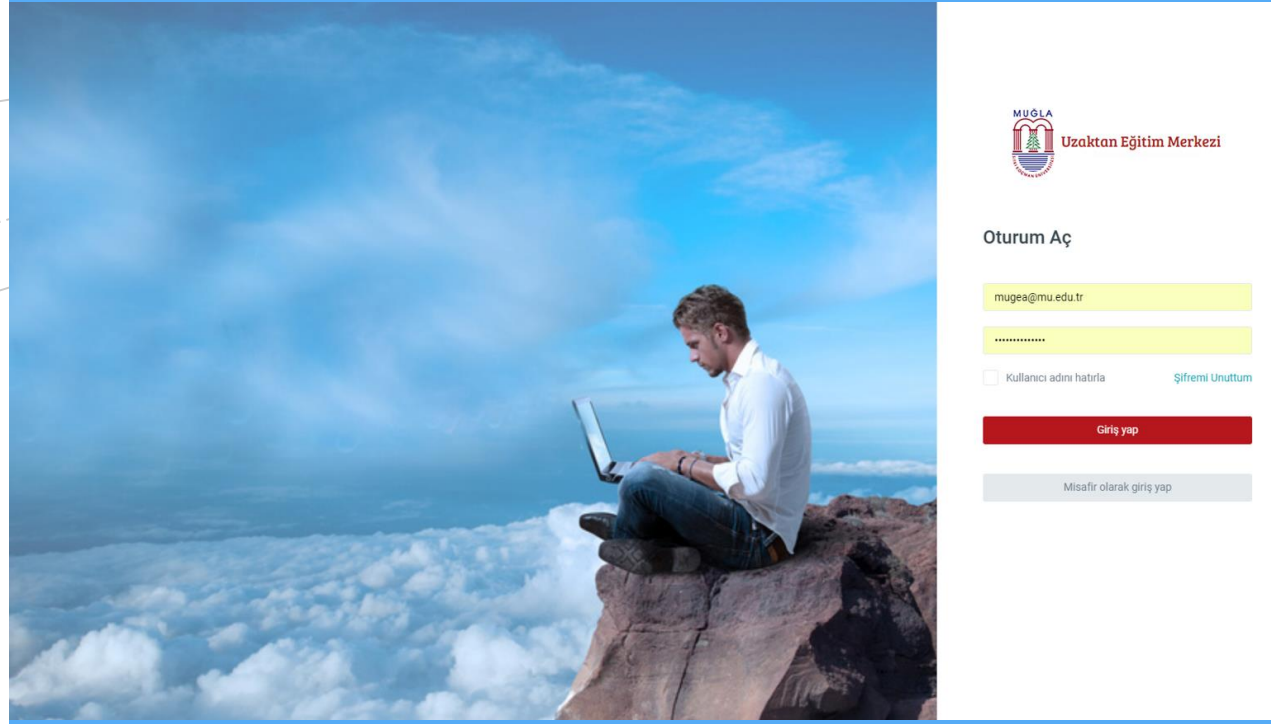 MUĞLA
Uzaktan Eğitim Merkezi
Oturum Aç
mugea@mu.edu.tr
••••••••••••••
Kullanıcı adını hatırla
Şifremi Unuttum
Giriş yap
Misafir olarak giriş yap